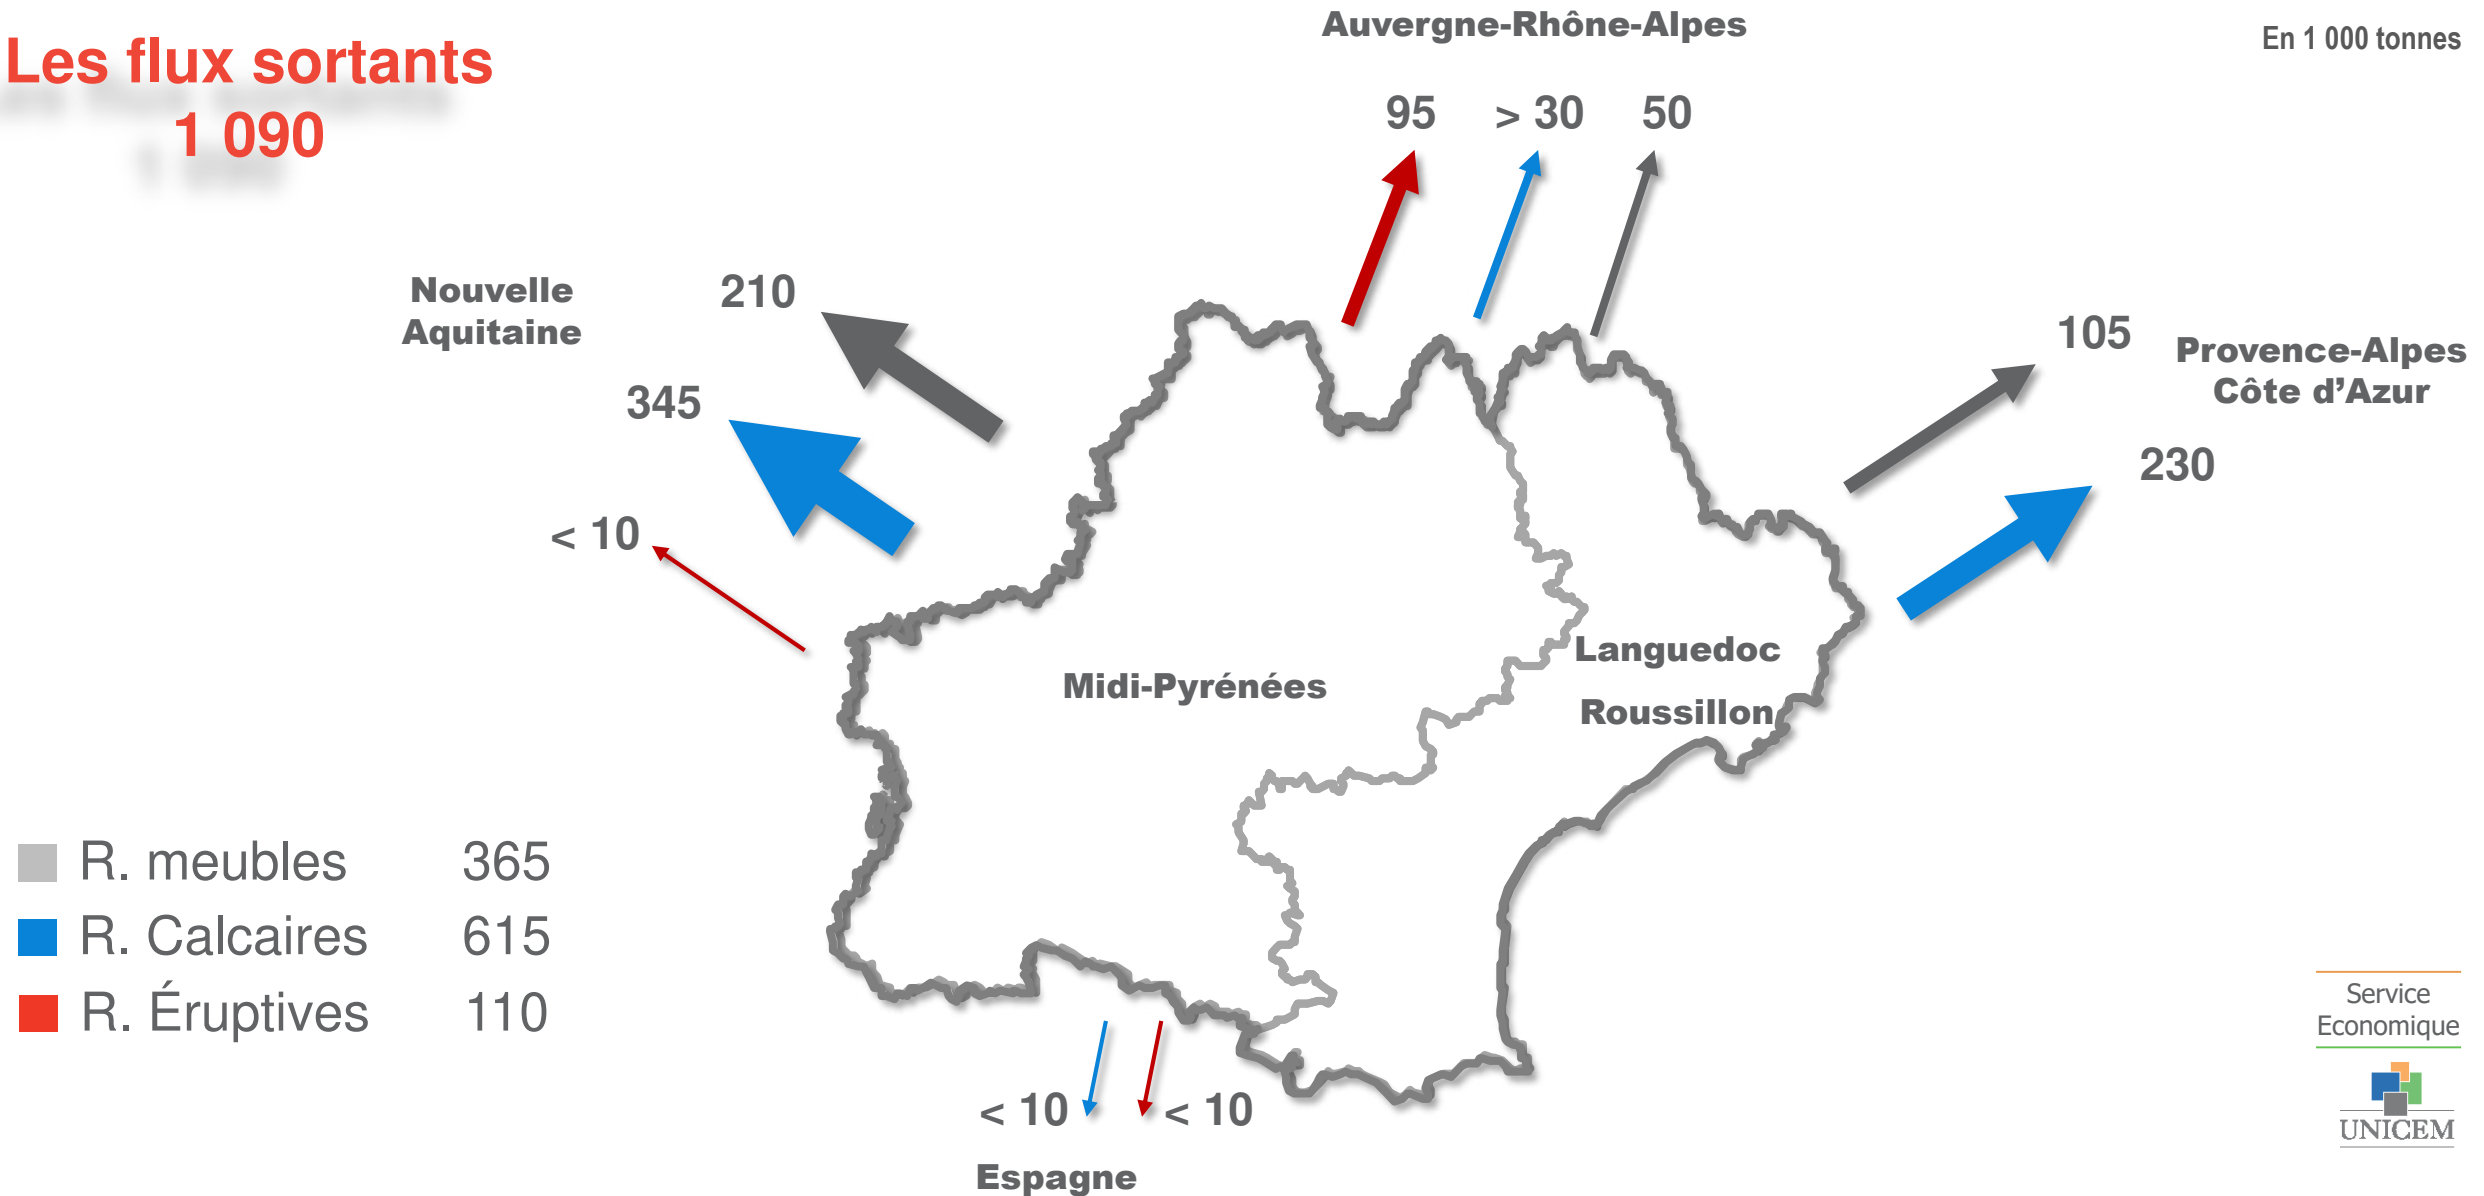 Les flux sortants
1 090
En 1 000 tonnes
Auvergne-Rhône-Alpes
95 > 30 50
Nouvelle
Aquitaine
210
345
< 10
105
Provence-Alpes
Côte d’Azur
230
Midi-Pyrénées
Languedoc
Roussillon
R. meubles 365
R. Calcaires 615
R. Éruptives 110
< 10 < 10
Espagne
Service
Economique
UNICEM